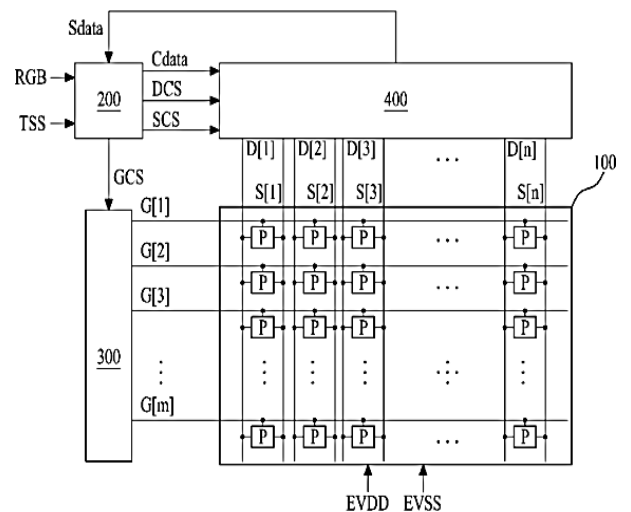 Sdata
RGB
TSS
200
Cdata
DCS
SCS
400
GCS
D[1] D[2] D[3] ... D[n]
S[1] S[2] S[3] S[n]
100
G[1]
P P P ... P
G[2]
P P P ... P
G[3]
P P P P
300
G[m]
P P P ... P
EVDD EVSS